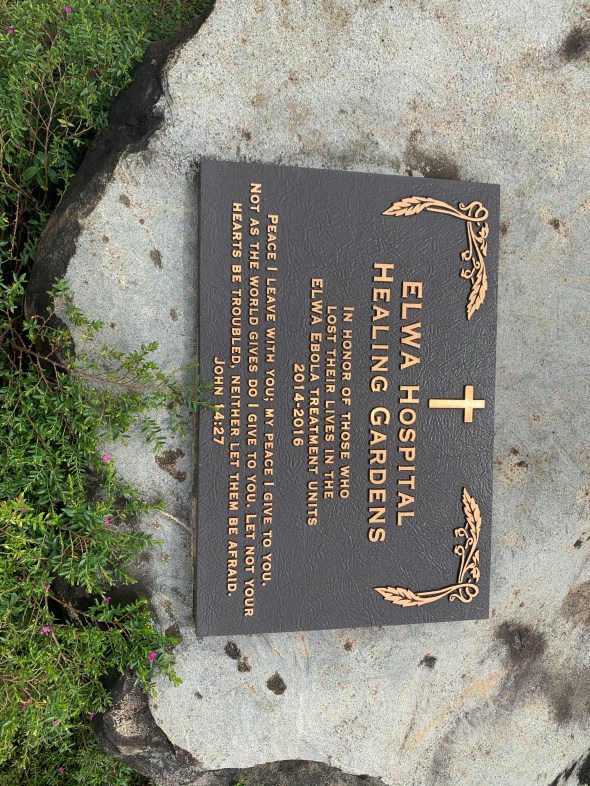 ELWA HOSPITAL
HEALING GARDENS
IN HONOR OF THOSE WHO
LOST THEIR LIVES IN THE
ELWA EBOLA TREATMENT UNITS
2014-2016
PEACE I LEAVE WITH YOU; MY PEACE I GIVE TO YOU.
NOT AS THE WORLD GIVES DO I GIVE TO YOU. LET NOT YOUR
HEARTS BE TROUBLED, NEITHER LET THEM BE AFRAID.
JOHN 14:27